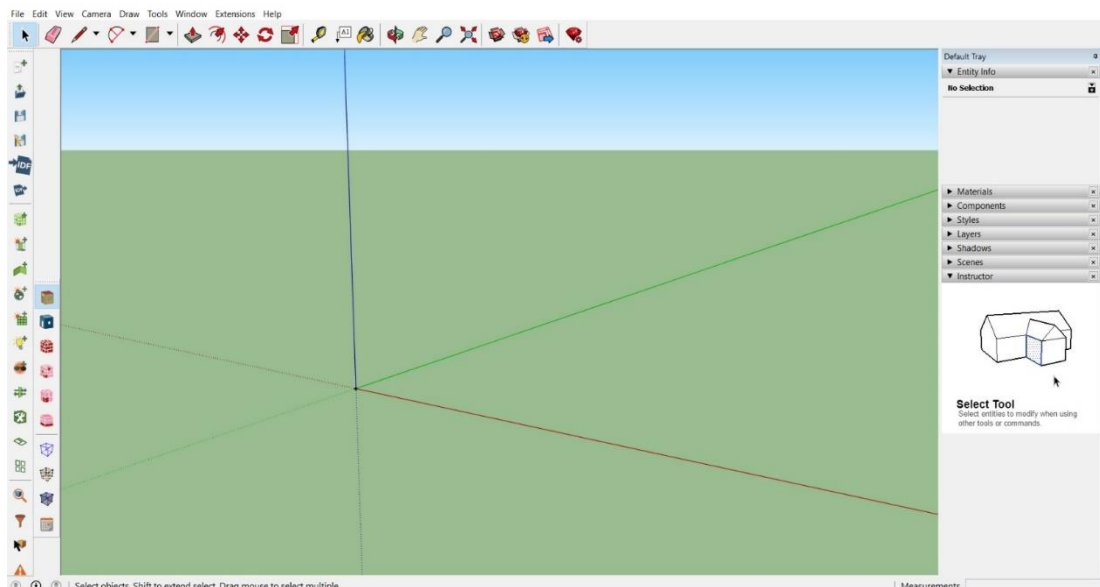 File Edit View Camera Draw Tools Window Extensions Help
A1
Default Tray
Entity Info
No Selection
IDF
Materials
Components
Styles
Layers
Shadows
Scenes
Instructor
Select Tool
Select entities to modify when using
other tools or commands.
Select objects. Shift to extend select. Drag mouse to select multiple.
Measurements